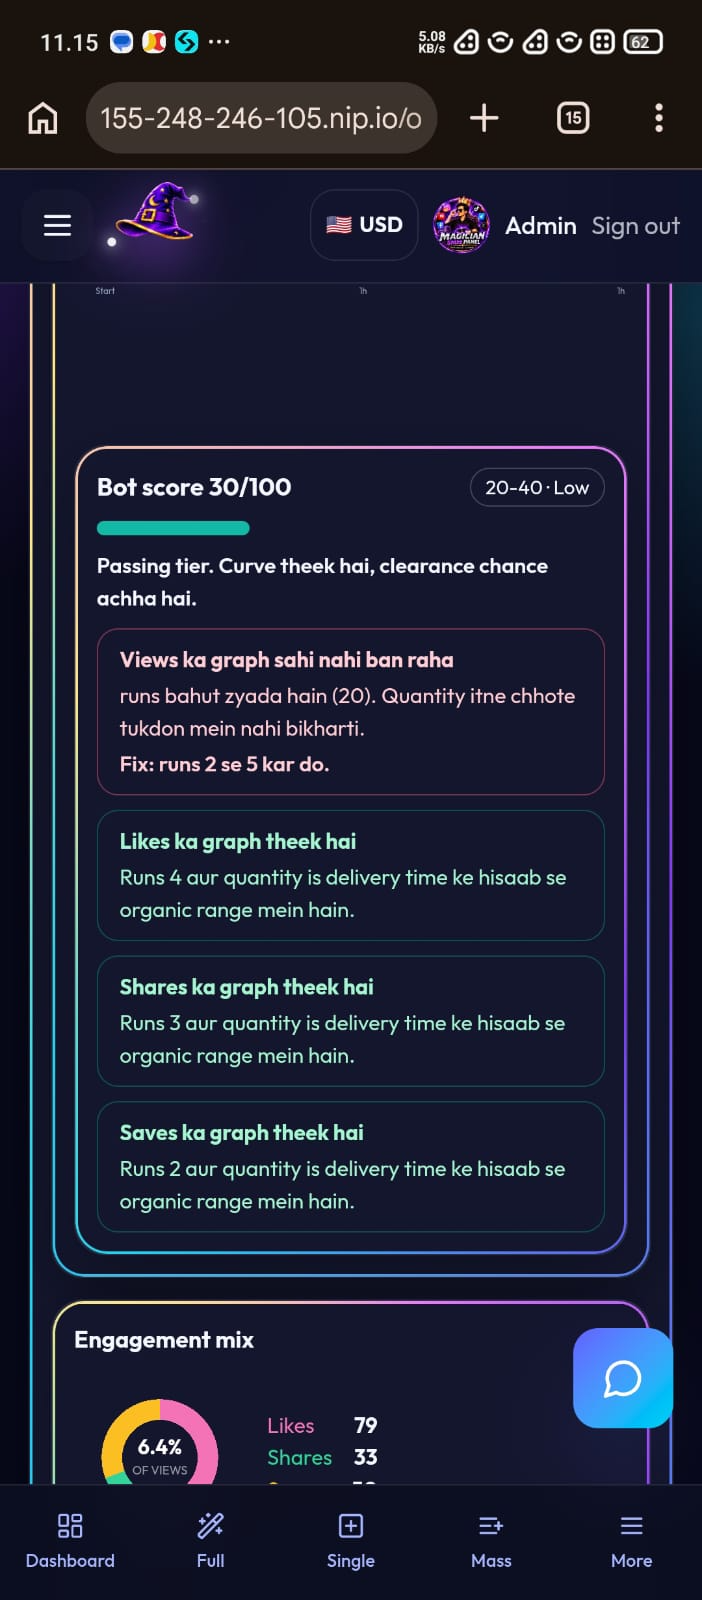 11.15
5.08
KB/s
62
155-248-246-105.nip.io/o
15
🇺🇸 USD
MAGICIAN
Admin
Sign out
Start
1h
1h
Bot score 30/100
20-40 · Low
Passing tier. Curve theek hai, clearance chance
achha hai.
Views ka graph sahi nahi ban raha
runs bahut zyada hain (20). Quantity itne chhote
tukdon mein nahi bikharti.
Fix: runs 2 se 5 kar do.
Likes ka graph theek hai
Runs 4 aur quantity is delivery time ke hisaab se
organic range mein hain.
Shares ka graph theek hai
Runs 3 aur quantity is delivery time ke hisaab se
organic range mein hain.
Saves ka graph theek hai
Runs 2 aur quantity is delivery time ke hisaab se
organic range mein hain.
Engagement mix
6.4%
OF VIEWS
Likes 79
Shares 33
Dashboard
Full
Single
Mass
More